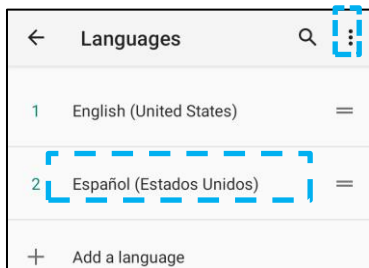 Languages
1 English (United States)
2 Español (Estados Unidos)
+ Add a language